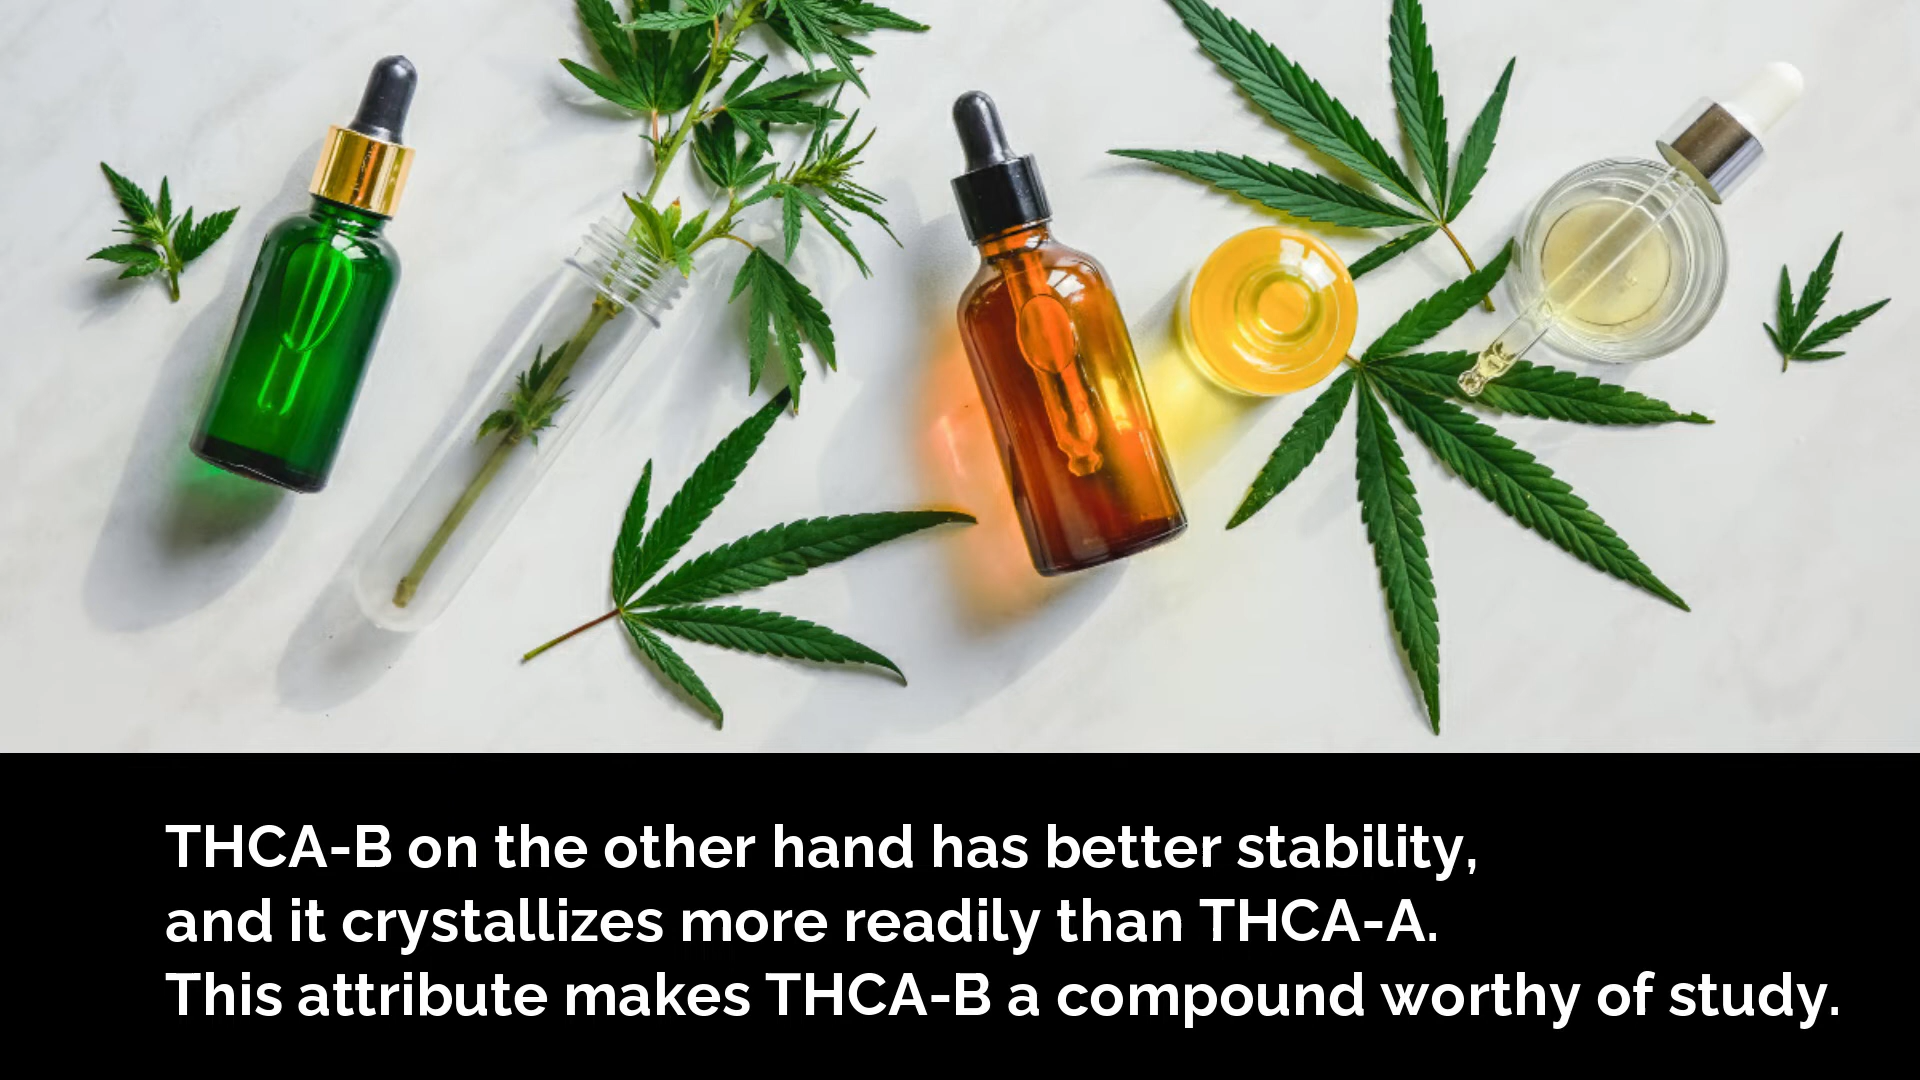 THCA-B on the other hand has better stability,
and it crystallizes more readily than THCA-A.
This attribute makes THCA-B a compound worthy of study.